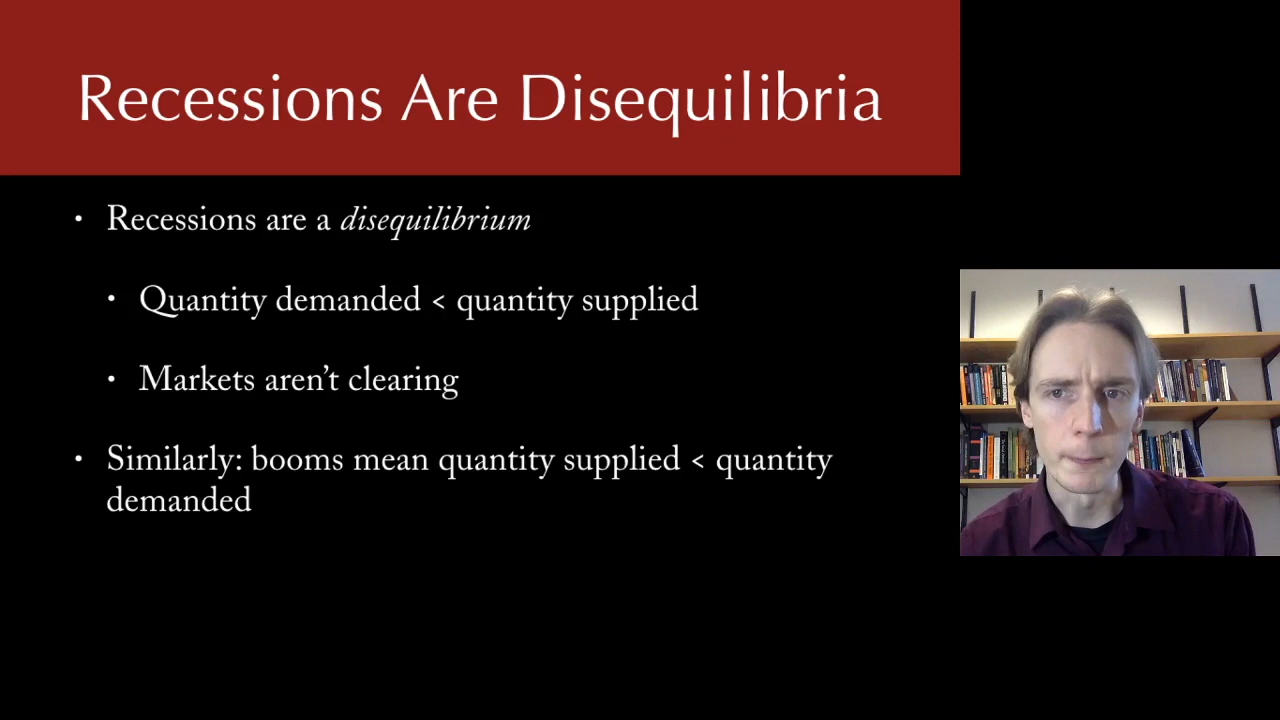 Recessions Are Disequilibria
• Recessions are a disequilibrium
• Quantity demanded < quantity supplied
• Markets aren’t clearing
• Similarly: booms mean quantity supplied < quantity
demanded